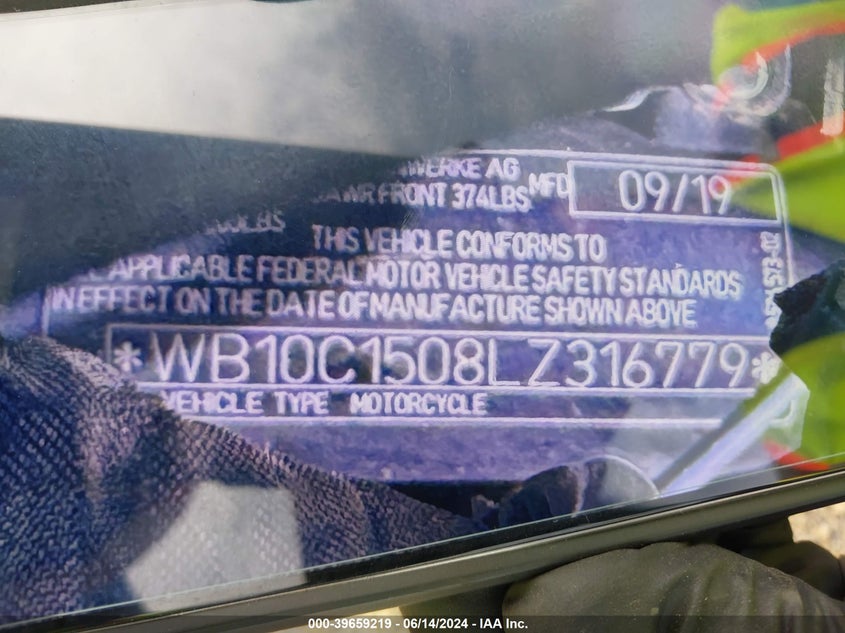 WERKE AG
AWR FRONT 374LBS MFD 09/19
LBS
THIS VEHICLE CONFORMS TO
APPLICABLE FEDERAL MOTOR VEHICLE SAFETY STANDARDS
IN EFFECT ON THE DATE OF MANUFACTURE SHOWN ABOVE
*WB10C1508LZ316779*
VEHICLE TYPE MOTORCYCLE
000-39659219 - 06/14/2024 - IAA Inc.